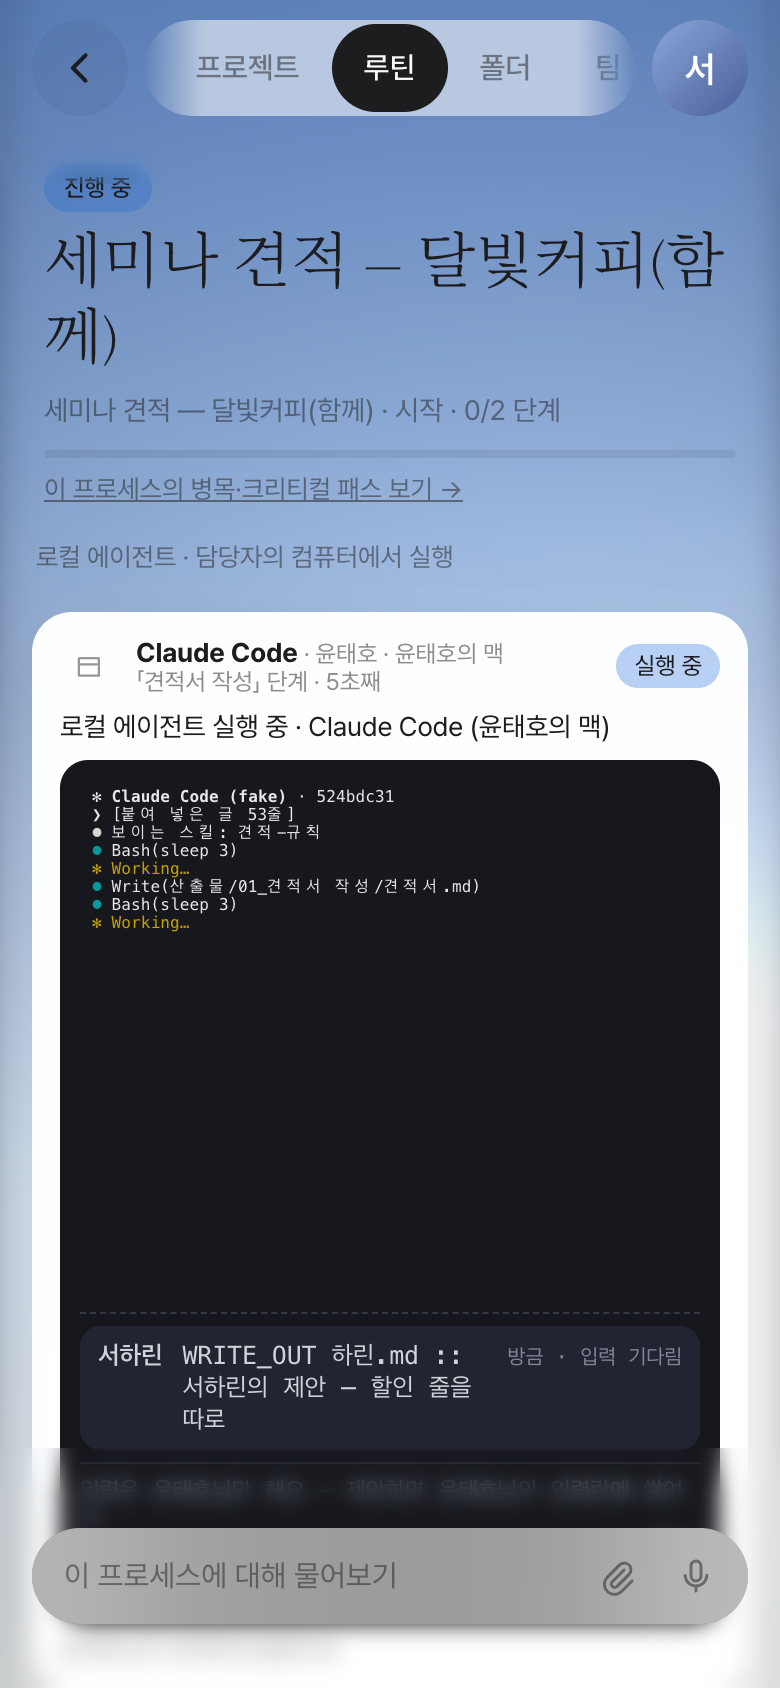 프로젝트 루틴 폴더 팀 서
진행 중
세미나 견적 – 달빛커피(함
께)
세미나 견적 — 달빛커피(함께) · 시작 · 0/2 단계
이 프로세스의 병목·크리티컬 패스 보기 →
로컬 에이전트 · 담당자의 컴퓨터에서 실행
Claude Code · 윤태호 · 윤태호의 맥
「견적서 작성」 단계 · 5초째
실행 중
로컬 에이전트 실행 중 · Claude Code (윤태호의 맥)
✻ Claude Code (fake) · 524bdc31
❯ [붙여 넣은 글 53줄]
● 보이는 스킬: 견적-규칙
● Bash(sleep 3)
✻ Working…
● Write(산출물/01_견적서 작성/견적서.md)
● Bash(sleep 3)
✻ Working…
서하린 WRITE_OUT 하린.md :: 방금 · 입력 기다림
서하린의 제안 — 할인 줄을
따로
이 프로세스에 대해 물어보기